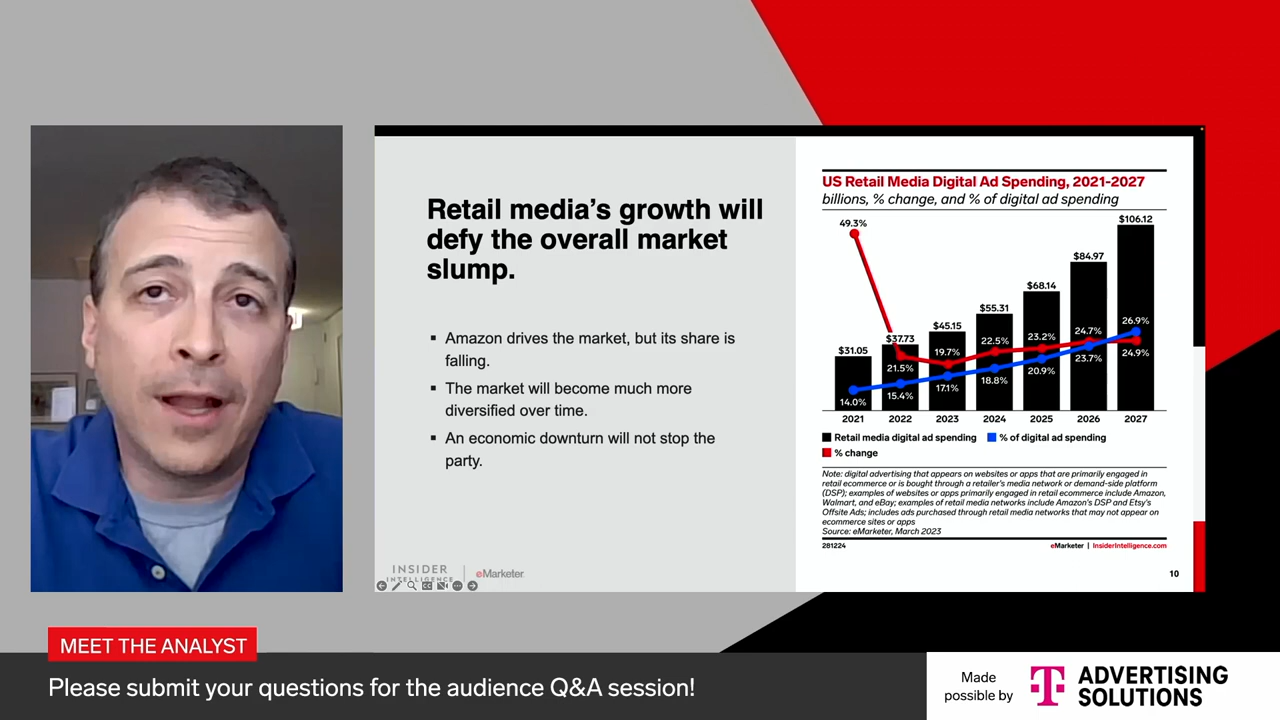 Retail media's growth will
defy the overall market
slump.
▪ Amazon drives the market, but its share is
falling.
▪ The market will become much more
diversified over time.
▪ An economic downturn will not stop the
party.
INSIDER
INTELLIGENCE
eMarketer
US Retail Media Digital Ad Spending, 2021-2027
billions, % change, and % of digital ad spending
$106.12
49.3%
$84.97
$68.14
$55.31
26.9%
$45.15
24.7%
$37.73
23.2%
22.5%
$31.05
19.7%
24.9%
23.7%
21.5%
20.9%
18.8%
17.1%
15.4%
14.0%
2021 2022 2023 2024 2025 2026 2027
Retail media digital ad spending % of digital ad spending
% change
Note: digital advertising that appears on websites or apps that are primarily engaged in
retail ecommerce or is bought through a retailer's media network or demand-side platform
(DSP); examples of websites or apps primarily engaged in retail ecommerce include Amazon,
Walmart, and eBay; examples of retail media networks include Amazon's DSP and Etsy's
Offsite Ads; includes ads purchased through retail media networks that may not appear on
ecommerce sites or apps
Source: eMarketer, March 2023
281224 eMarketer | InsiderIntelligence.com
10
MEET THE ANALYST
Please submit your questions for the audience Q&A session!
Made
possible by
T ADVERTISING
SOLUTIONS